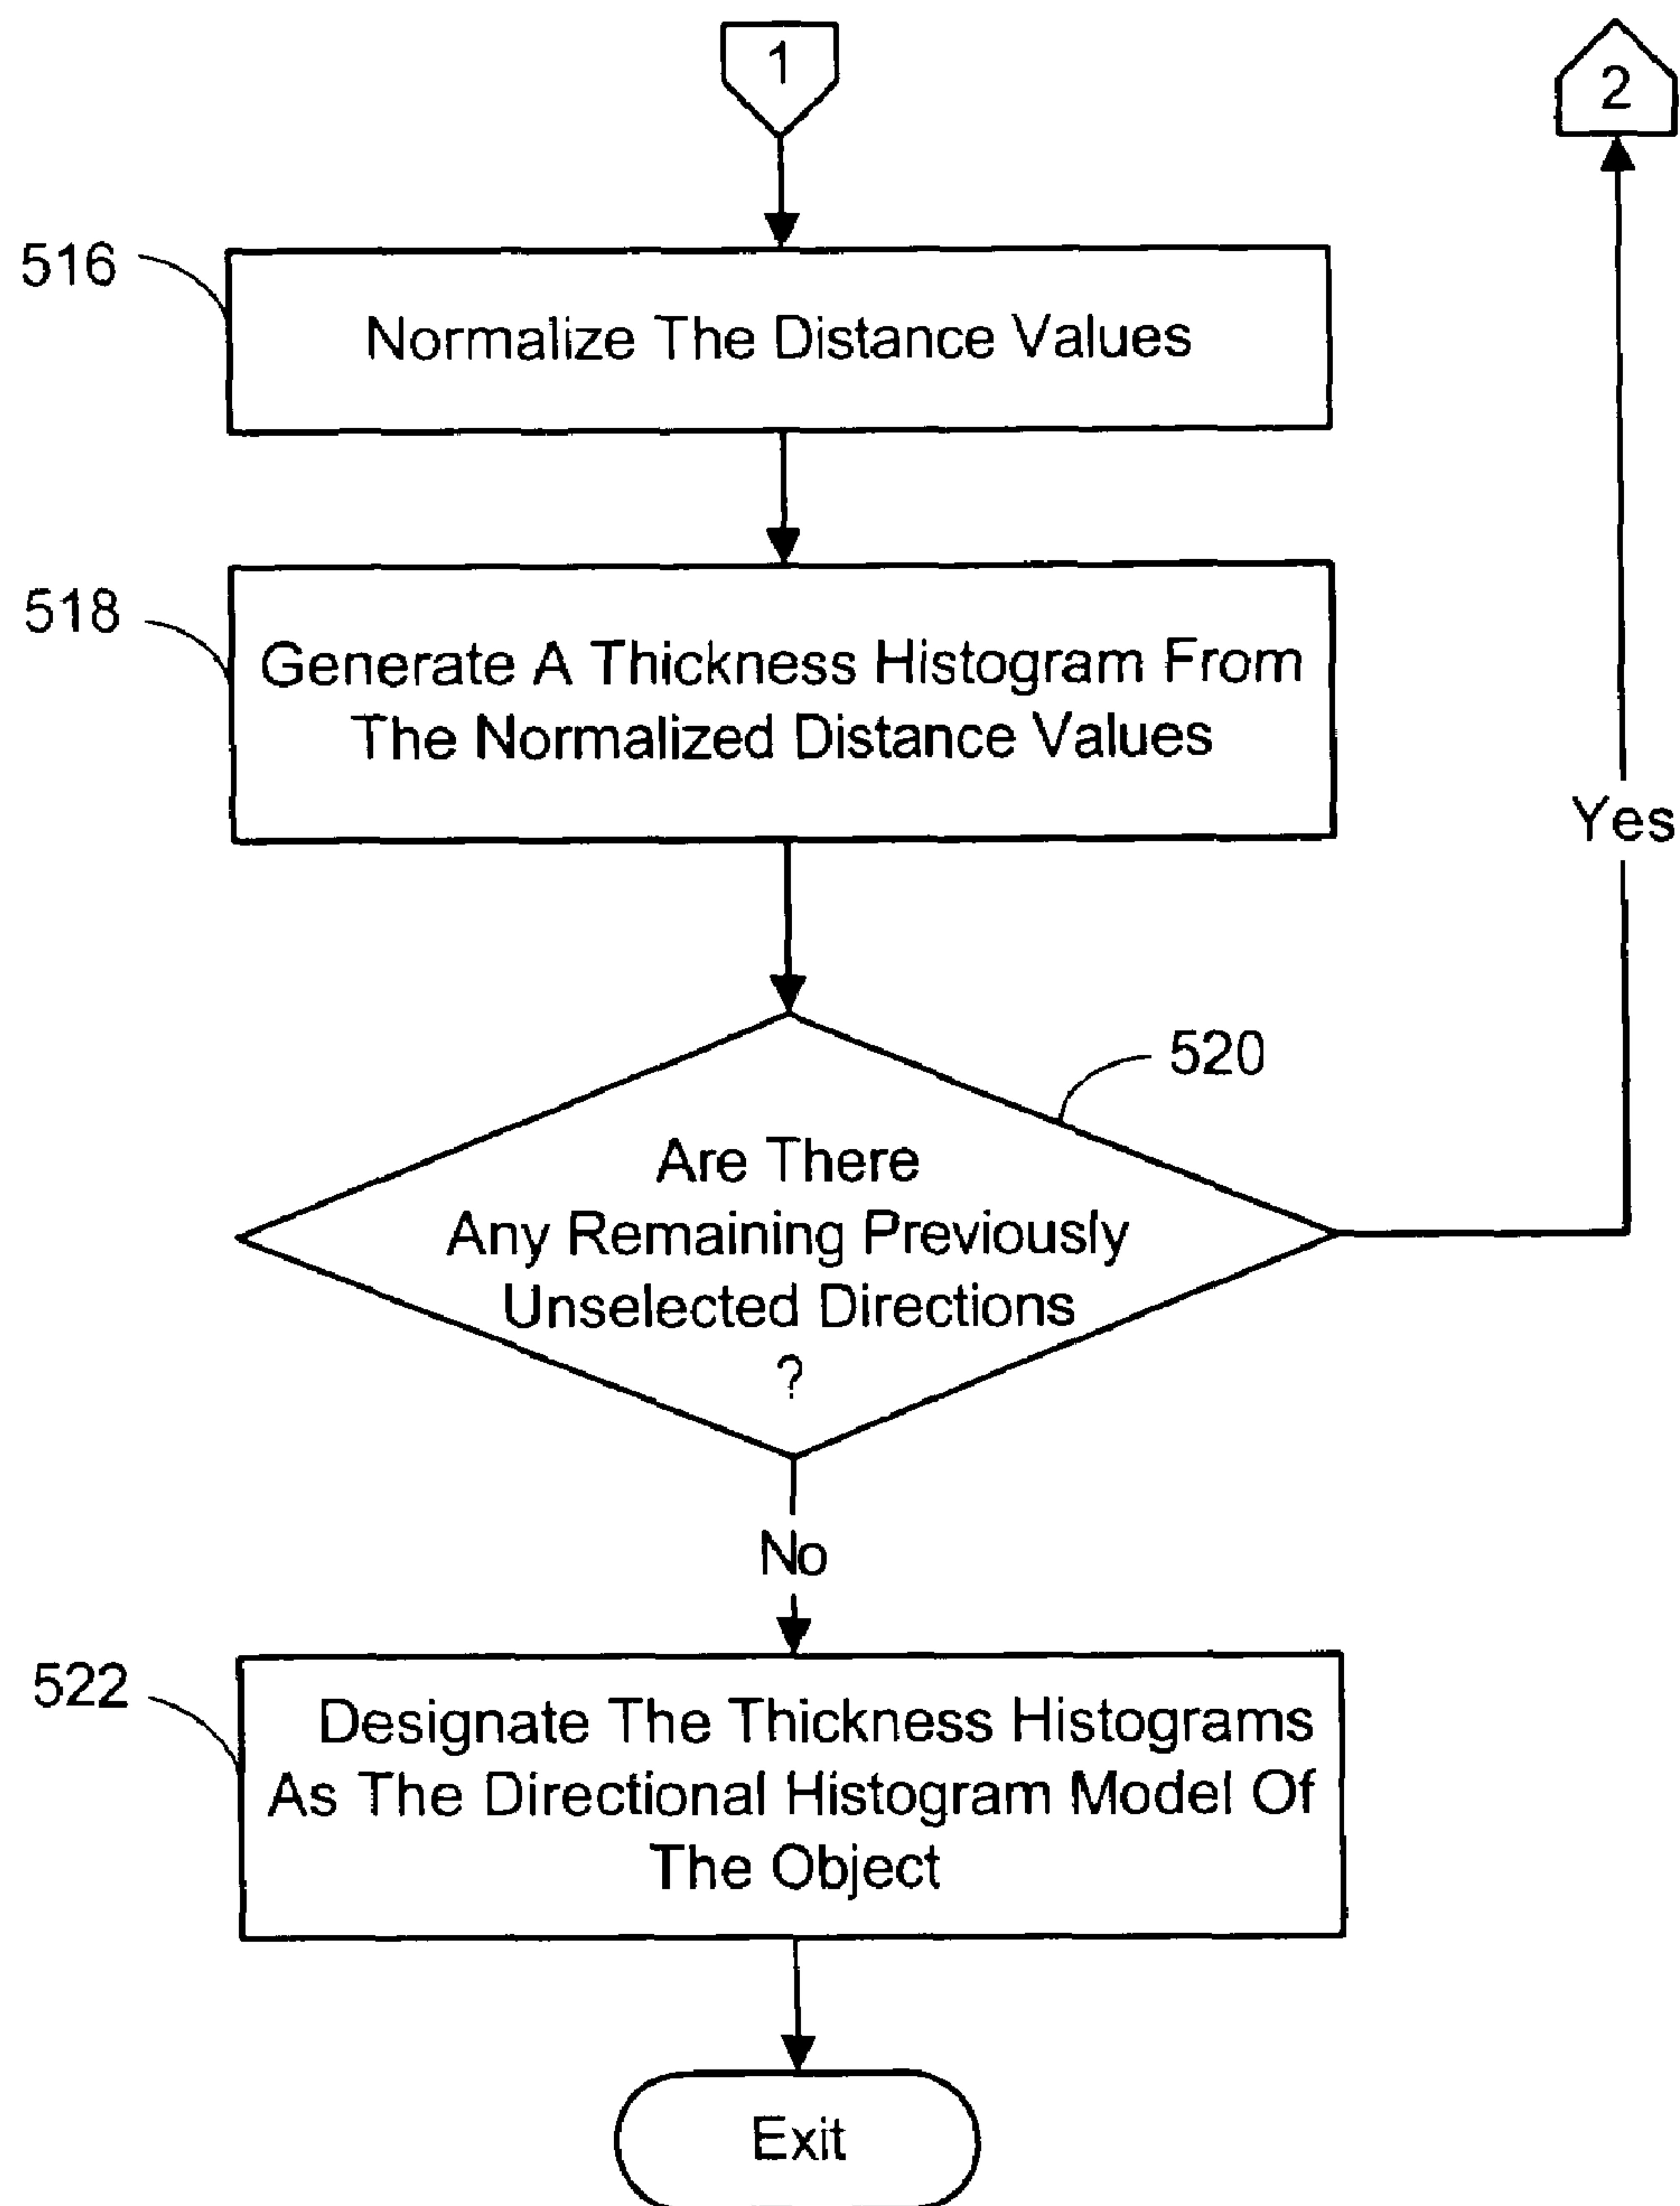 1
2
516
Normalize The Distance Values
518
Generate A Thickness Histogram From
The Normalized Distance Values
Yes
520
Are There
Any Remaining Previously
Unselected Directions
?
No
522
Designate The Thickness Histograms
As The Directional Histogram Model Of
The Object
Exit